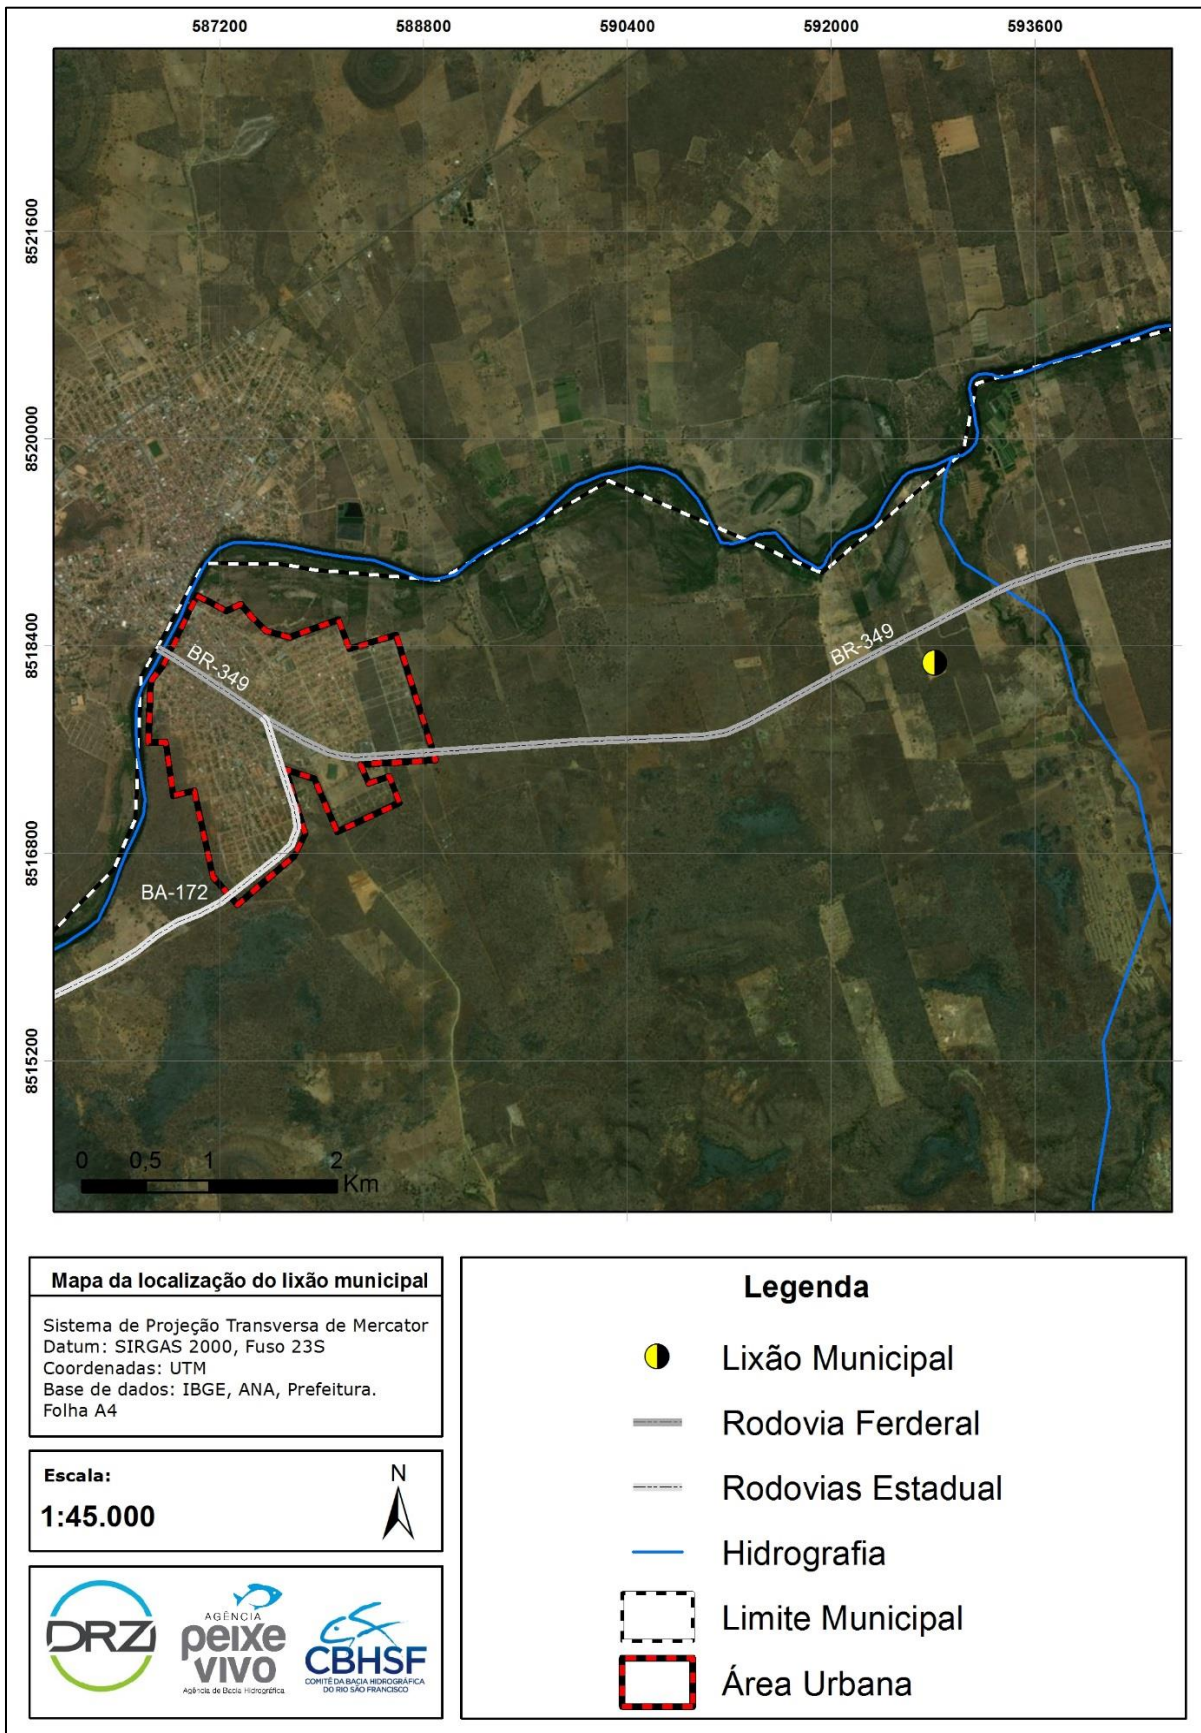 587200 588800 590400 592000 593600
8521600
8520000
8518400
8516800
8515200
BR-349
BR-349
BA-172
0 0,5 1 2
Km
Mapa da localização do lixão municipal
Sistema de Projeção Transversa de Mercator
Datum: SIRGAS 2000, Fuso 23S
Coordenadas: UTM
Base de dados: IBGE, ANA, Prefeitura.
Folha A4
Escala:
1:45.000
N
DRZ
AGÊNCIA
peixe
vivo
Agência de Bacia Hidrográfica
CBHSF
COMITÊ DA BACIA HIDROGRÁFICA
DO RIO SÃO FRANCISCO
Legenda
Lixão Municipal
Rodovia Ferderal
Rodovias Estadual
Hidrografia
Limite Municipal
Área Urbana